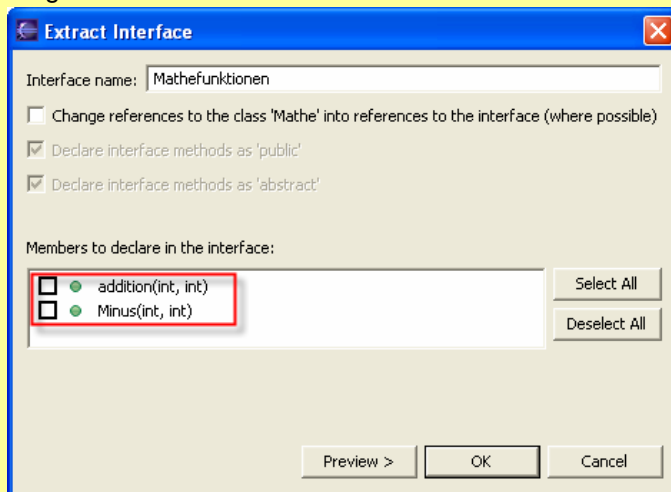 Extract Interface
Interface name: Mathefunktionen
Change references to the class 'Mathe' into references to the interface (where possible)
Declare interface methods as 'public'
Declare interface methods as 'abstract'
Members to declare in the interface:
addition(int, int)
Minus(int, int)
Select All
Deselect All
Preview >
OK
Cancel